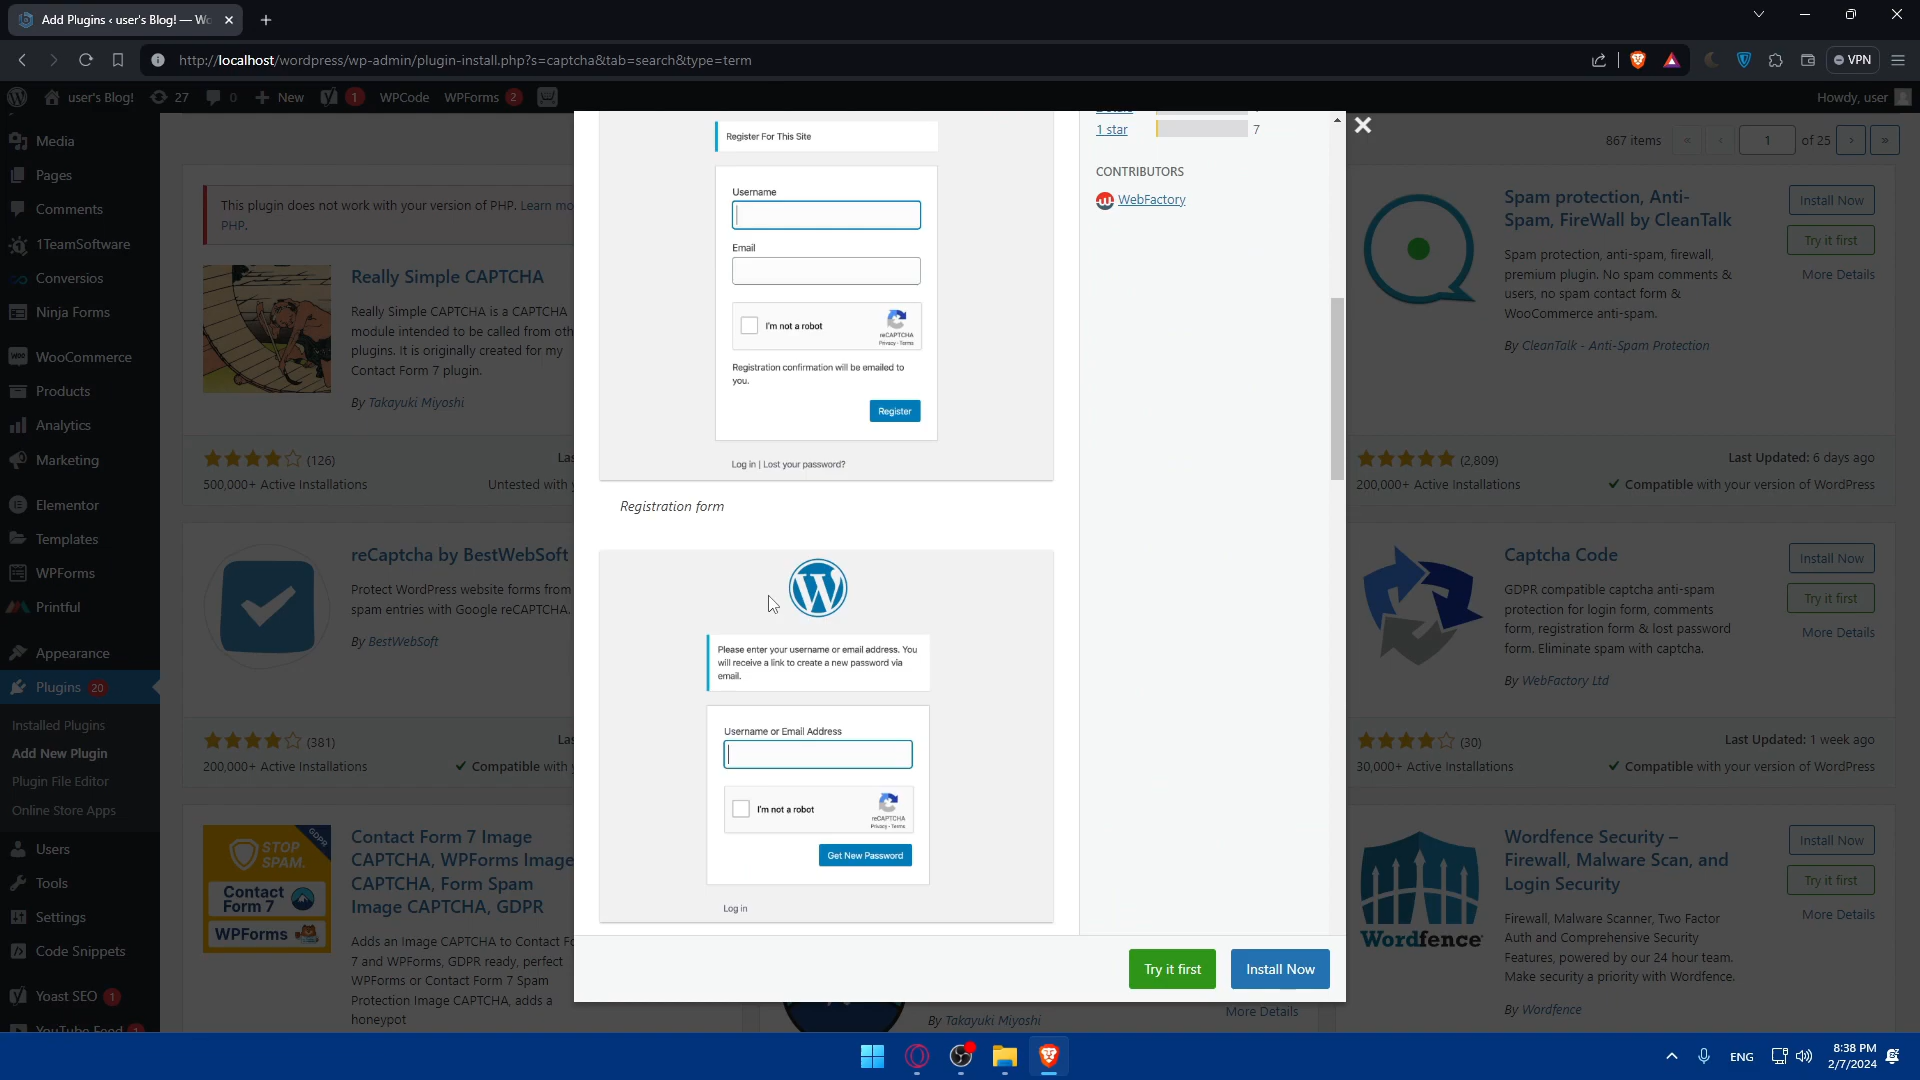 Add Plugins ‹ user's Blog! — Wo
http://localhost/wordpress/wp-admin/plugin-install.php?s=captcha&tab=search&type=term
VPN
user's Blog!
27
0
New
1
WPCode
WPForms 2
Howdy, user
Media
Pages
Comments
1TeamSoftware
Conversios
Ninja Forms
WooCommerce
Products
Analytics
Marketing
Elementor
Templates
WPForms
Printful
Appearance
Plugins 20
Installed Plugins
Add New Plugin
Plugin File Editor
Online Store Apps
Users
Tools
Settings
Code Snippets
Yoast SEO 1
YouTube Feed
This plugin does not work with your version of PHP. Learn mo
PHP.
Really Simple CAPTCHA
Really Simple CAPTCHA is a CAPTCHA
module intended to be called from oth
plugins. It is originally created for my
Contact Form 7 plugin.
By Takayuki Miyoshi
(126)
Las
500,000+ Active Installations
Untested with y
reCaptcha by BestWebSoft
Protect WordPress website forms from
spam entries with Google reCAPTCHA.
By BestWebSoft
(381)
Las
200,000+ Active Installations
Compatible with y
STOP
SPAM.
GDPR
Contact
Form 7
WPForms
Contact Form 7 Image
CAPTCHA, WPForms Image
CAPTCHA, Form Spam
Image CAPTCHA, GDPR
Adds an Image CAPTCHA to Contact Fo
7 and WPForms, GDPR ready, perfect
WPForms or Contact Form 7 Spam
Protection Image CAPTCHA, adds a
honeypot
Register For This Site
Username
Email
I'm not a robot
reCAPTCHA
Privacy - Terms
Registration confirmation will be emailed to
you.
Register
Log in | Lost your password?
Registration form
Please enter your username or email address. You
will receive a link to create a new password via
email.
Username or Email Address
I'm not a robot
reCAPTCHA
Privacy - Terms
Get New Password
Log in
1 star
7
CONTRIBUTORS
WebFactory
Try it first
Install Now
By Takayuki Miyoshi
More Details
867 items
«
‹
1
of 25
›
»
Spam protection, Anti-
Spam, FireWall by CleanTalk
Install Now
Try it first
More Details
Spam protection, anti-spam, firewall,
premium plugin. No spam comments &
users, no spam contact form &
WooCommerce anti-spam.
By CleanTalk - Anti-Spam Protection
(2,809)
Last Updated: 6 days ago
200,000+ Active Installations
Compatible with your version of WordPress
Captcha Code
Install Now
Try it first
More Details
GDPR compatible captcha anti-spam
protection for login form, comments
form, registration form & lost password
form. Eliminate spam with captcha.
By WebFactory Ltd
(30)
Last Updated: 1 week ago
30,000+ Active Installations
Compatible with your version of WordPress
Wordfence
Wordfence Security –
Firewall, Malware Scan, and
Login Security
Install Now
Try it first
More Details
Firewall, Malware Scanner, Two Factor
Auth and Comprehensive Security
Features, powered by our 24 hour team.
Make security a priority with Wordfence.
By Wordfence
ENG
8:38 PM
2/7/2024